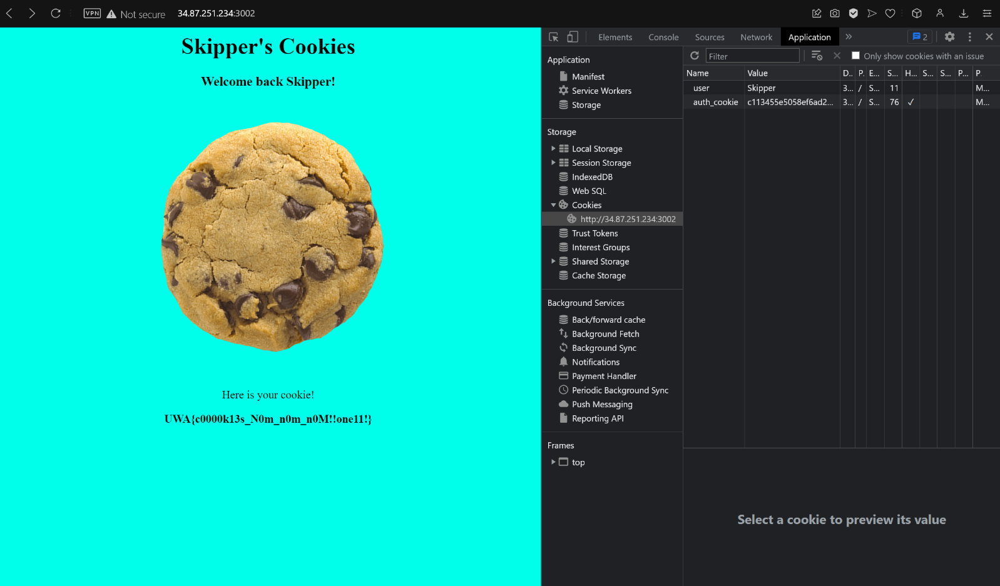 VPN Not secure 34.87.251.234:3002
Skipper's Cookies
Welcome back Skipper!
Here is your cookie!
UWA{c0000k13s_N0m_n0m_n0M!!one11!}
Elements Console Sources Network Application » 2
Application
Manifest
Service Workers
Storage
Storage
Local Storage
Session Storage
IndexedDB
Web SQL
Cookies
http://34.87.251.234:3002
Trust Tokens
Interest Groups
Shared Storage
Cache Storage
Background Services
Back/forward cache
Background Fetch
Background Sync
Notifications
Payment Handler
Periodic Background Sync
Push Messaging
Reporting API
Frames
top
Filter Only show cookies with an issue
Name Value D.. P. E... S... H... S... S... P... P.
user Skipper 3... / S... 11 M...
auth_cookie c113455e5058ef6ad2... 3... / S... 76 ✓ M...
Select a cookie to preview its value